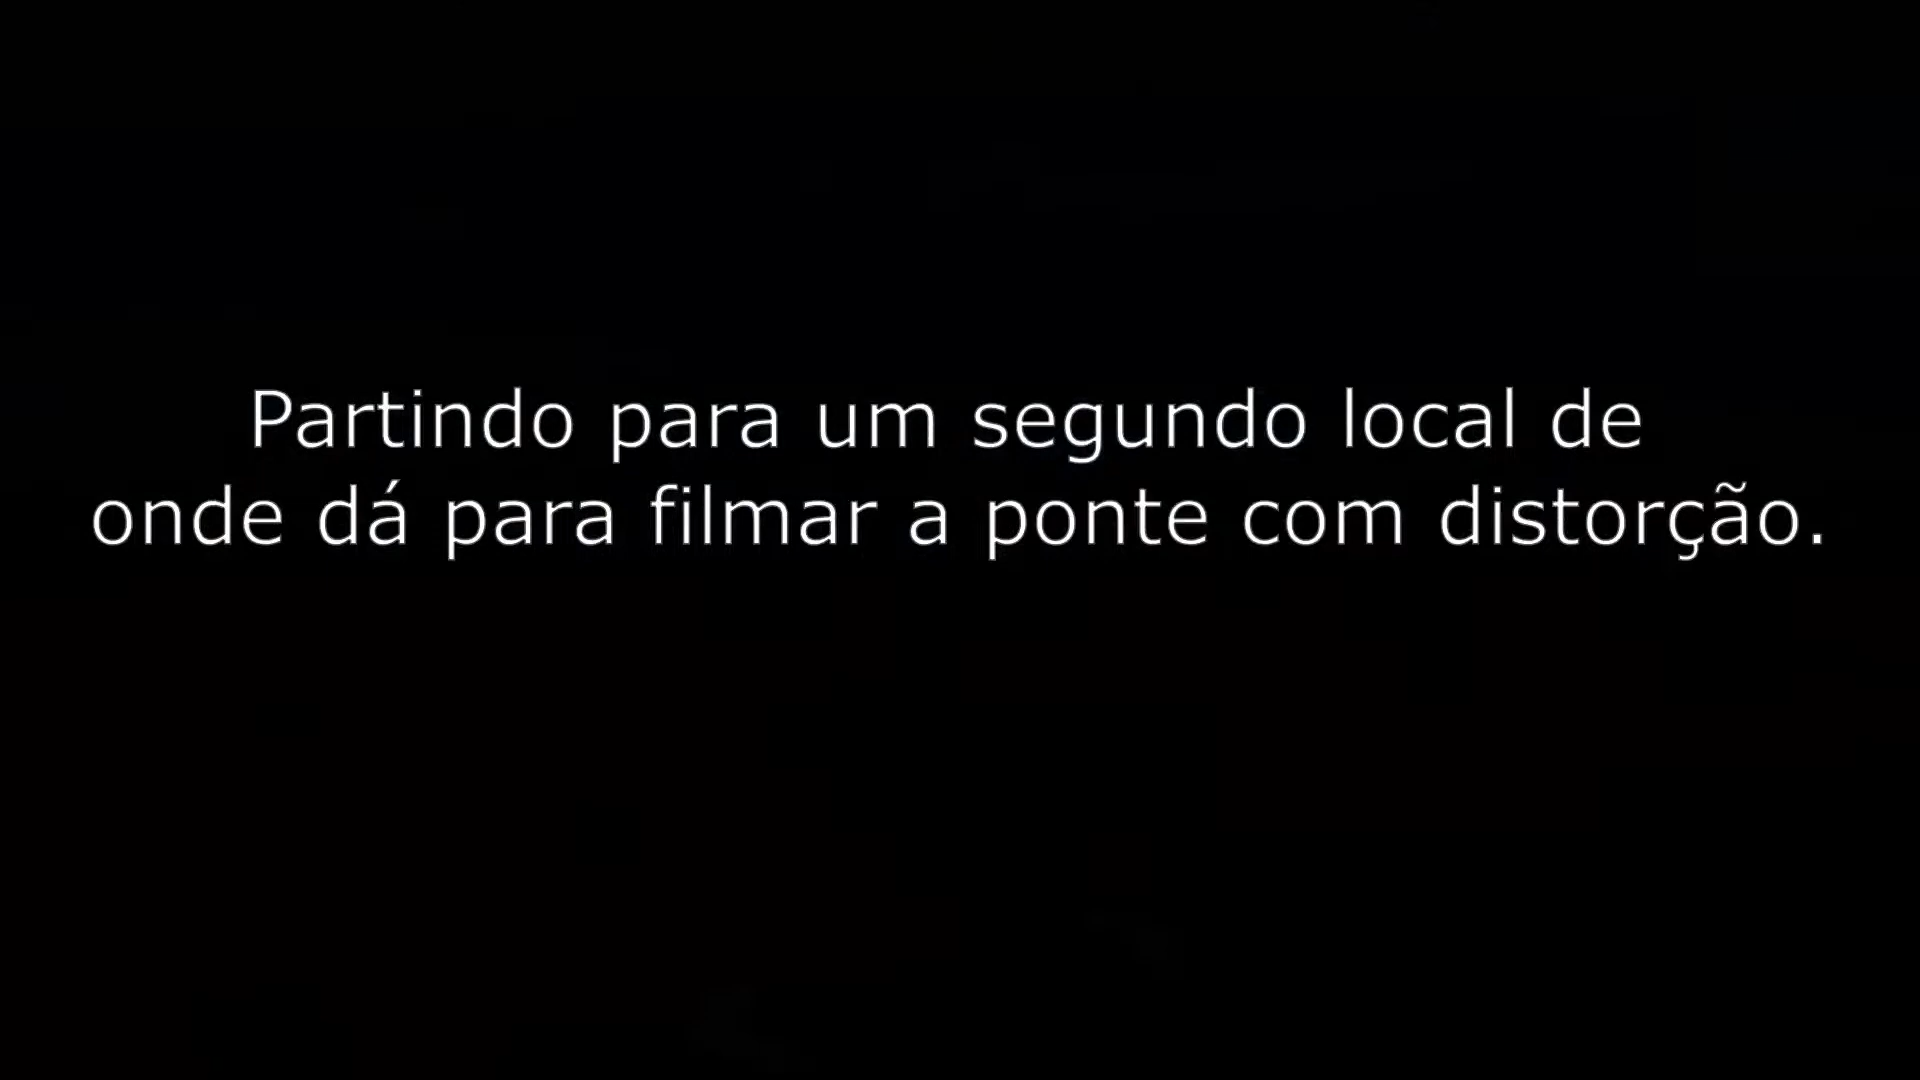 Partindo para um segundo local de
onde dá para filmar a ponte com distorção.